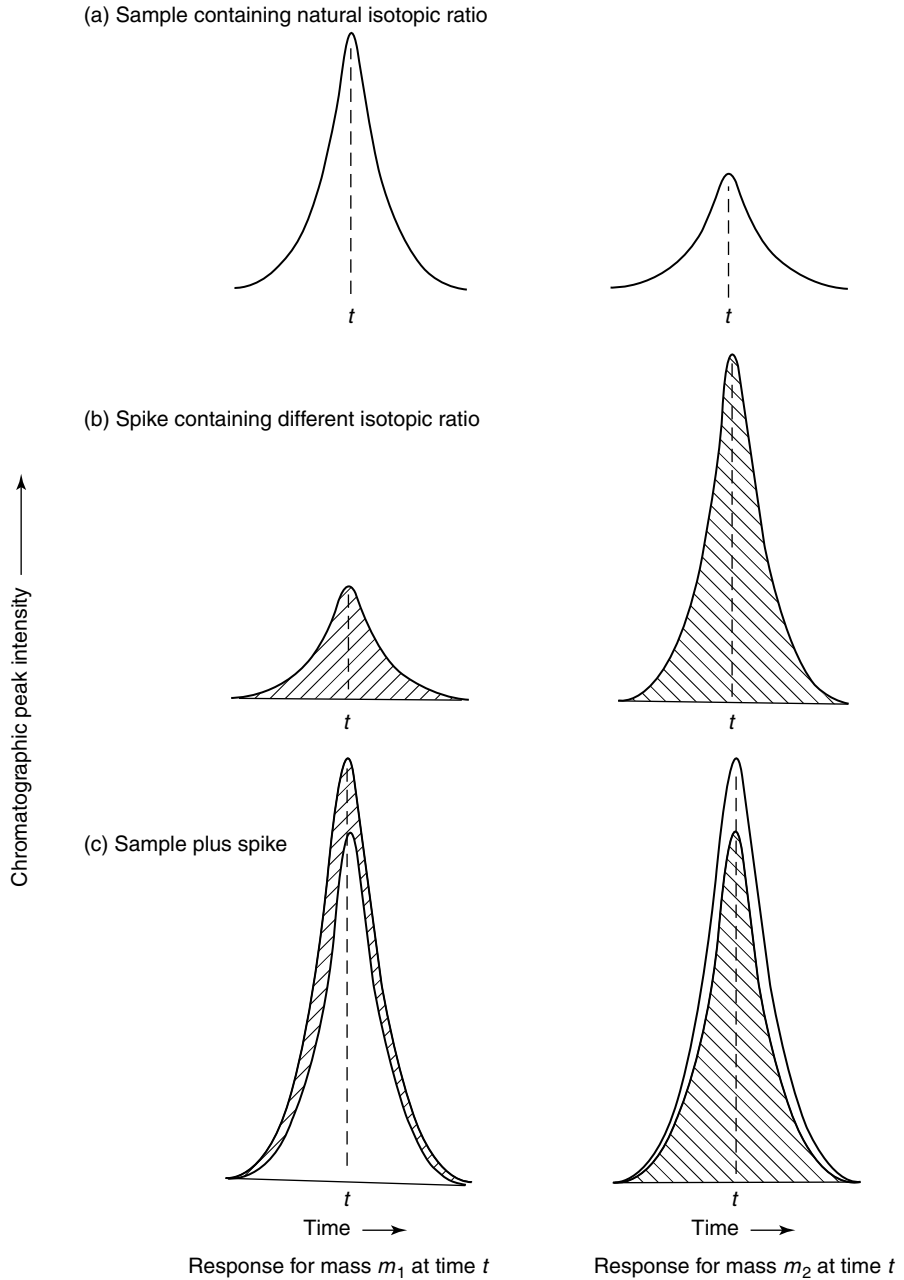 (a) Sample containing natural isotopic ratio
t
t
(b) Spike containing different isotopic ratio
t
t
Chromatographic peak intensity
(c) Sample plus spike
t
t
Time
Time
Response for mass m1 at time t
Response for mass m2 at time t